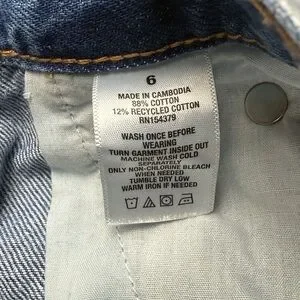 6
MADE IN CAMBODIA
88% COTTON
12% RECYCLED COTTON
RN154379
WASH ONCE BEFORE
WEARING
TURN GARMENT INSIDE OUT
MACHINE WASH COLD
SEPARATELY
ONLY NON-CHLORINE BLEACH
WHEN NEEDED
TUMBLE DRY LOW
WARM IRON IF NEEDED